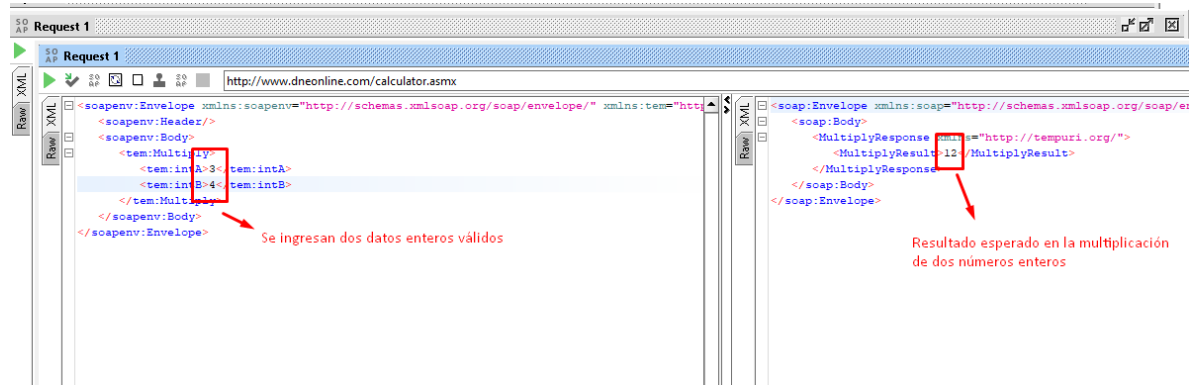 SOAP Request 1
SOAP Request 1
http://www.dneonline.com/calculator.asmx
XML
Raw
XML
Raw
<soapenv:Envelope xmlns:soapenv="http://schemas.xmlsoap.org/soap/envelope/" xmlns:tem="http
<soapenv:Header/>
<soapenv:Body>
<tem:Multiply>
<tem:intA>3</tem:intA>
<tem:intB>4</tem:intB>
</tem:Multiply>
</soapenv:Body>
</soapenv:Envelope>
Se ingresan dos datos enteros válidos
XML
Raw
<soap:Envelope xmlns:soap="http://schemas.xmlsoap.org/soap/e
<soap:Body>
<MultiplyResponse xmlns="http://tempuri.org/">
<MultiplyResult>12</MultiplyResult>
</MultiplyResponse>
</soap:Body>
</soap:Envelope>
Resultado esperado en la multiplicación
de dos números enteros